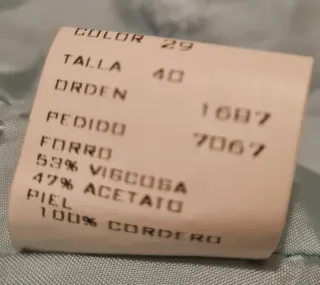 COLOR 29
TALLA 40
ORDEN 1687
PEDIDO 7067
FORRO
53% VISCOSA
47% ACETATO
PIEL
100% CORDERO